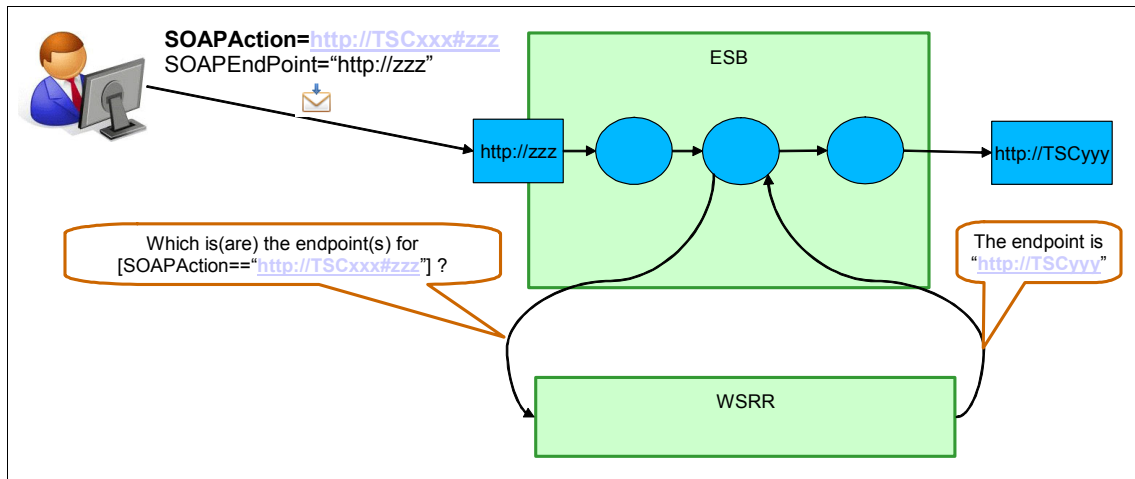 SOAPAction=http://TSCxxx#zzz
SOAPEndPoint=“http://zzz”
ESB
http://zzz
http://TSCyyy
Which is(are) the endpoint(s) for
[SOAPAction==“http://TSCxxx#zzz”] ?
The endpoint is
“http://TSCyyy”
WSRR